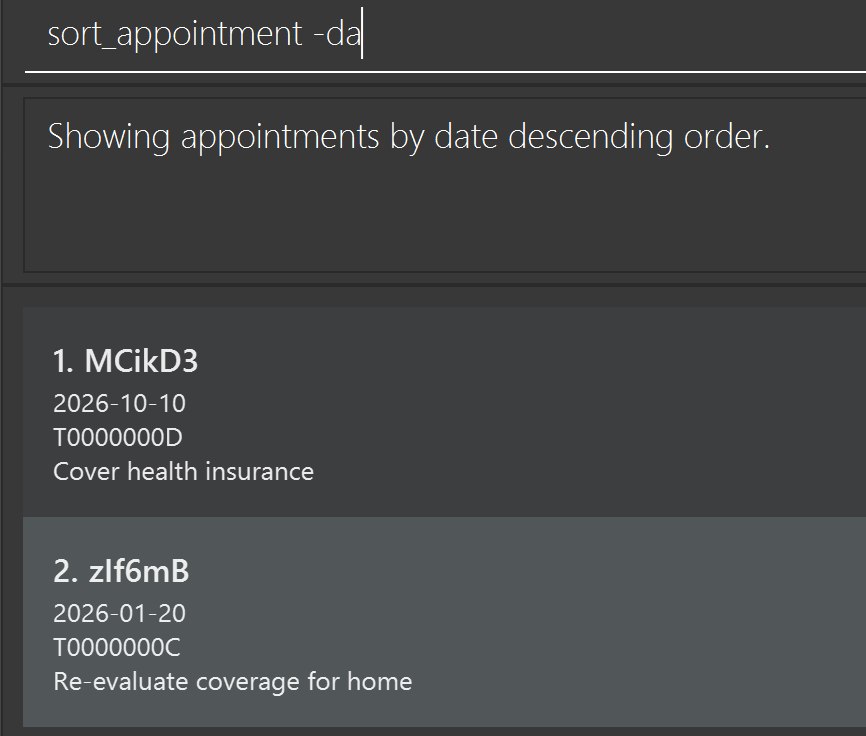 sort_appointment -da
Showing appointments by date descending order.
1. MCikD3
2026-10-10
T0000000D
Cover health insurance
2. zIf6mB
2026-01-20
T0000000C
Re-evaluate coverage for home